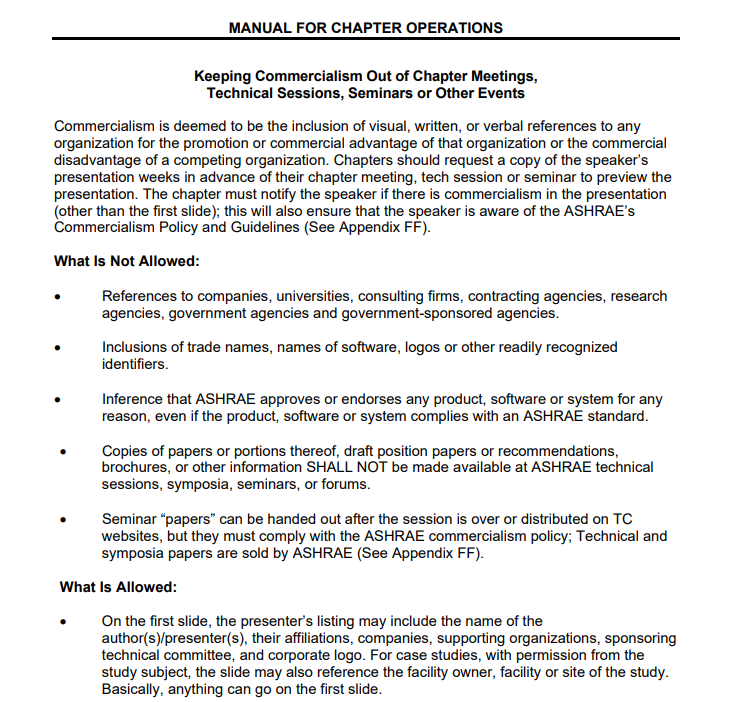 MANUAL FOR CHAPTER OPERATIONS
Keeping Commercialism Out of Chapter Meetings,
Technical Sessions, Seminars or Other Events
Commercialism is deemed to be the inclusion of visual, written, or verbal references to any
organization for the promotion or commercial advantage of that organization or the commercial
disadvantage of a competing organization. Chapters should request a copy of the speaker's
presentation weeks in advance of their chapter meeting, tech session or seminar to preview the
presentation. The chapter must notify the speaker if there is commercialism in the presentation
(other than the first slide); this will also ensure that the speaker is aware of the ASHRAE's
Commercialism Policy and Guidelines (See Appendix FF).
What Is Not Allowed:
• References to companies, universities, consulting firms, contracting agencies, research
agencies, government agencies and government-sponsored agencies.
• Inclusions of trade names, names of software, logos or other readily recognized
identifiers.
• Inference that ASHRAE approves or endorses any product, software or system for any
reason, even if the product, software or system complies with an ASHRAE standard.
• Copies of papers or portions thereof, draft position papers or recommendations,
brochures, or other information SHALL NOT be made available at ASHRAE technical
sessions, symposia, seminars, or forums.
• Seminar “papers” can be handed out after the session is over or distributed on TC
websites, but they must comply with the ASHRAE commercialism policy; Technical and
symposia papers are sold by ASHRAE (See Appendix FF).
What Is Allowed:
• On the first slide, the presenter's listing may include the name of the
author(s)/presenter(s), their affiliations, companies, supporting organizations, sponsoring
technical committee, and corporate logo. For case studies, with permission from the
study subject, the slide may also reference the facility owner, facility or site of the study.
Basically, anything can go on the first slide.